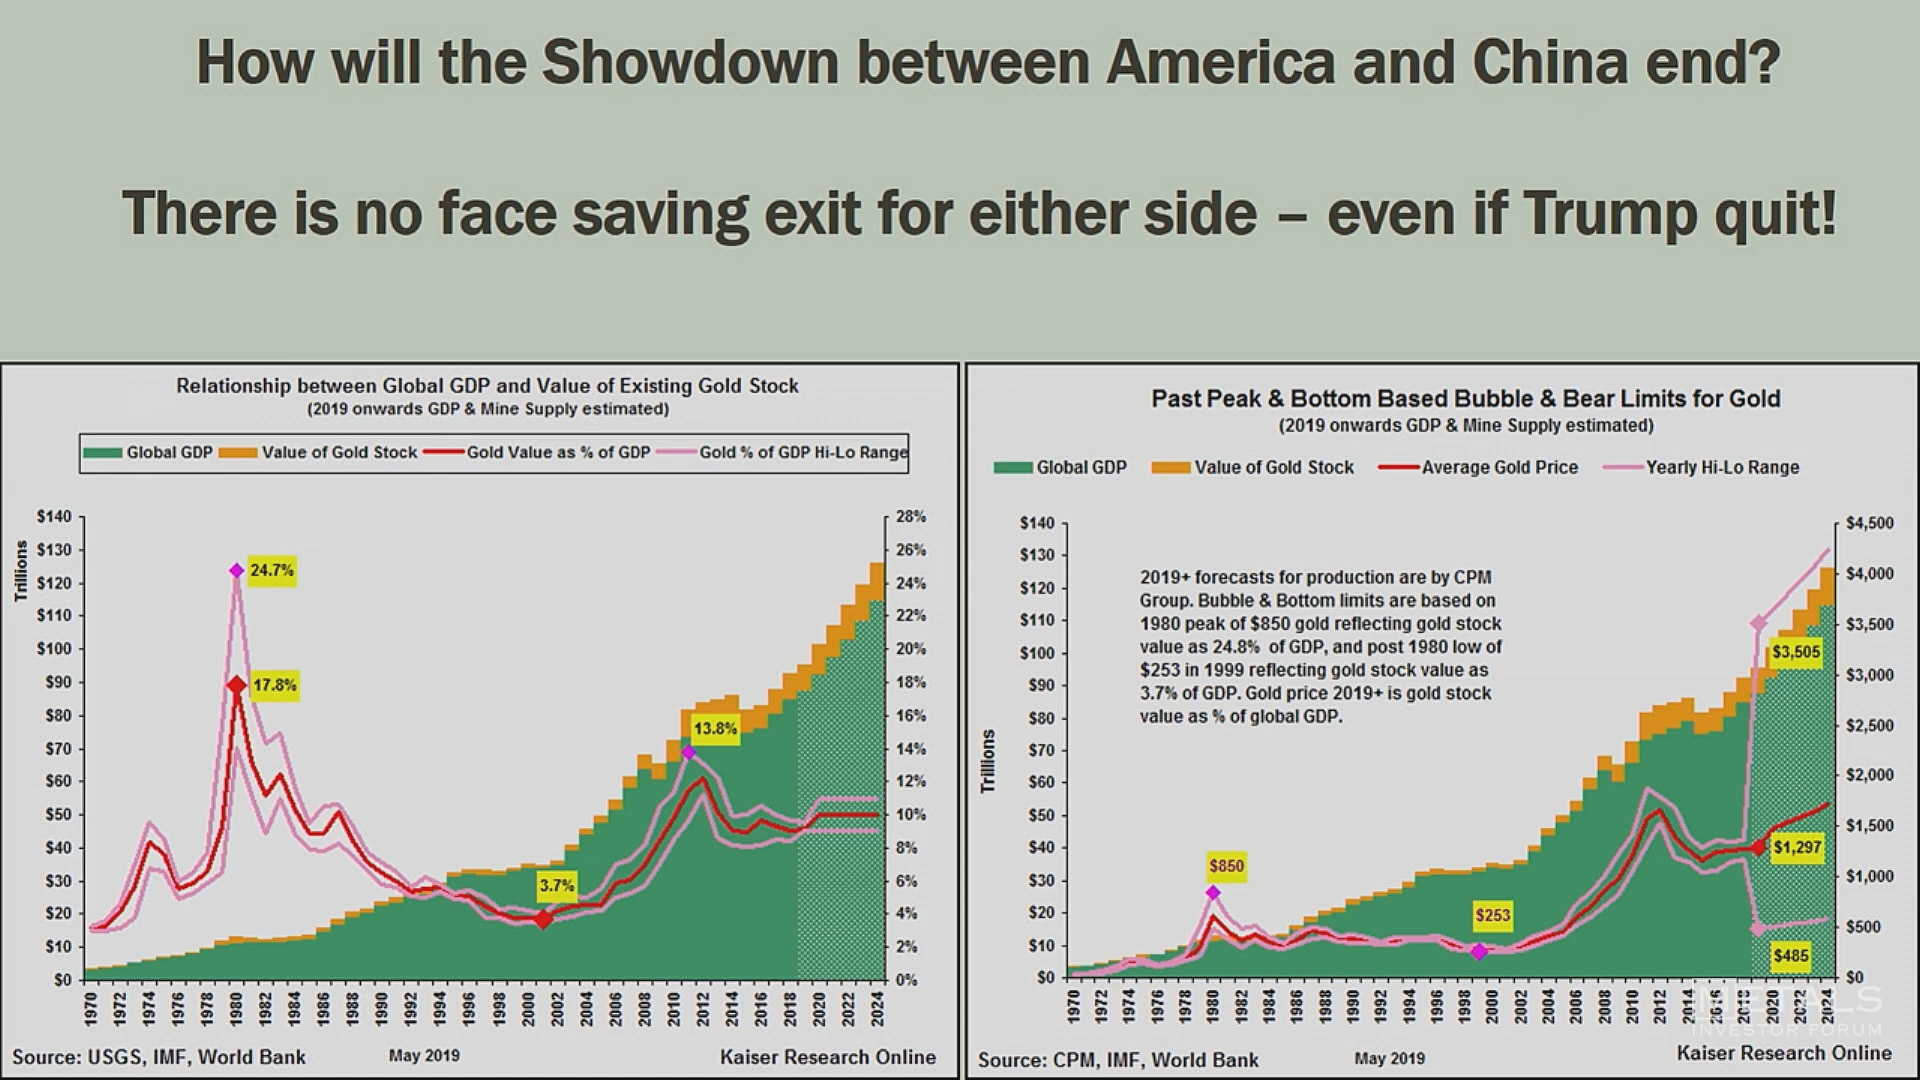 How will the Showdown between America and China end?
There is no face saving exit for either side – even if Trump quit!
Relationship between Global GDP and Value of Existing Gold Stock
(2019 onwards GDP & Mine Supply estimated)
Global GDP Value of Gold Stock Gold Value as % of GDP Gold % of GDP Hi-Lo Range
Trillions
$140
$130
$120
$110
$100
$90
$80
$70
$60
$50
$40
$30
$20
$10
$0
24.7%
17.8%
13.8%
3.7%
28%
26%
24%
22%
20%
18%
16%
14%
12%
10%
8%
6%
4%
2%
0%
1970 1972 1974 1976 1978 1980 1982 1984 1986 1988 1990 1992 1994 1996 1998 2000 2002 2004 2006 2008 2010 2012 2014 2016 2018 2020 2022 2024
Source: USGS, IMF, World Bank May 2019 Kaiser Research Online
Past Peak & Bottom Based Bubble & Bear Limits for Gold
(2019 onwards GDP & Mine Supply estimated)
Global GDP Value of Gold Stock Average Gold Price Yearly Hi-Lo Range
Trillions
$140
$130
$120
$110
$100
$90
$80
$70
$60
$50
$40
$30
$20
$10
$0
2019+ forecasts for production are by CPM
Group. Bubble & Bottom limits are based on
1980 peak of $850 gold reflecting gold stock
value as 24.8% of GDP, and post 1980 low of
$253 in 1999 reflecting gold stock value as
3.7% of GDP. Gold price 2019+ is gold stock
value as % of global GDP.
$850
$253
$3,505
$1,297
$485
$4,500
$4,000
$3,500
$3,000
$2,500
$2,000
$1,500
$1,000
$500
$0
1970 1972 1974 1976 1978 1980 1982 1984 1986 1988 1990 1992 1994 1996 1998 2000 2002 2004 2006 2008 2010 2012 2014 2016 2018 2020 2022 2024
METALS
INVESTOR FORUM
Source: CPM, IMF, World Bank May 2019 Kaiser Research Online